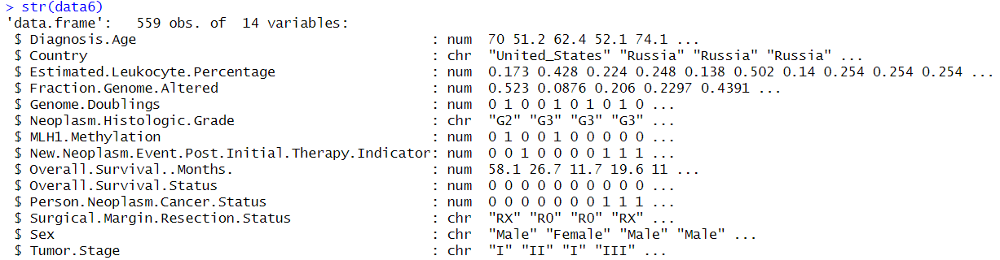 > str(data6)
'data.frame':   559 obs. of  14 variables:
 $ Diagnosis.Age                                       : num  70 51.2 62.4 52.1 74.1 ...
 $ Country                                             : chr  "United_States" "Russia" "Russia" "Russia" ...
 $ Estimated.Leukocyte.Percentage                      : num  0.173 0.428 0.224 0.248 0.138 0.502 0.14 0.254 0.254 0.254 ...
 $ Fraction.Genome.Altered                             : num  0.523 0.0876 0.206 0.2297 0.4391 ...
 $ Genome.Doublings                                    : num  0 1 0 0 1 0 1 0 1 0 ...
 $ Neoplasm.Histologic.Grade                           : chr  "G2" "G3" "G3" "G3" ...
 $ MLH1.Methylation                                    : num  0 1 0 0 1 0 0 0 0 0 ...
 $ New.Neoplasm.Event.Post.Initial.Therapy.Indicator: num  0 0 1 0 0 0 0 1 1 1 ...
 $ Overall.Survival..Months.                           : num  58.1 26.7 11.7 19.6 11 ...
 $ Overall.Survival.Status                             : num  0 0 0 0 0 0 0 0 0 0 ...
 $ Person.Neoplasm.Cancer.Status                       : num  0 0 0 0 0 0 0 1 1 1 ...
 $ Surgical.Margin.Resection.Status                    : chr  "RX" "R0" "R0" "RX" ...
 $ Sex                                                 : chr  "Male" "Female" "Male" "Male" ...
 $ Tumor.Stage                                         : chr  "I" "II" "I" "III" ...